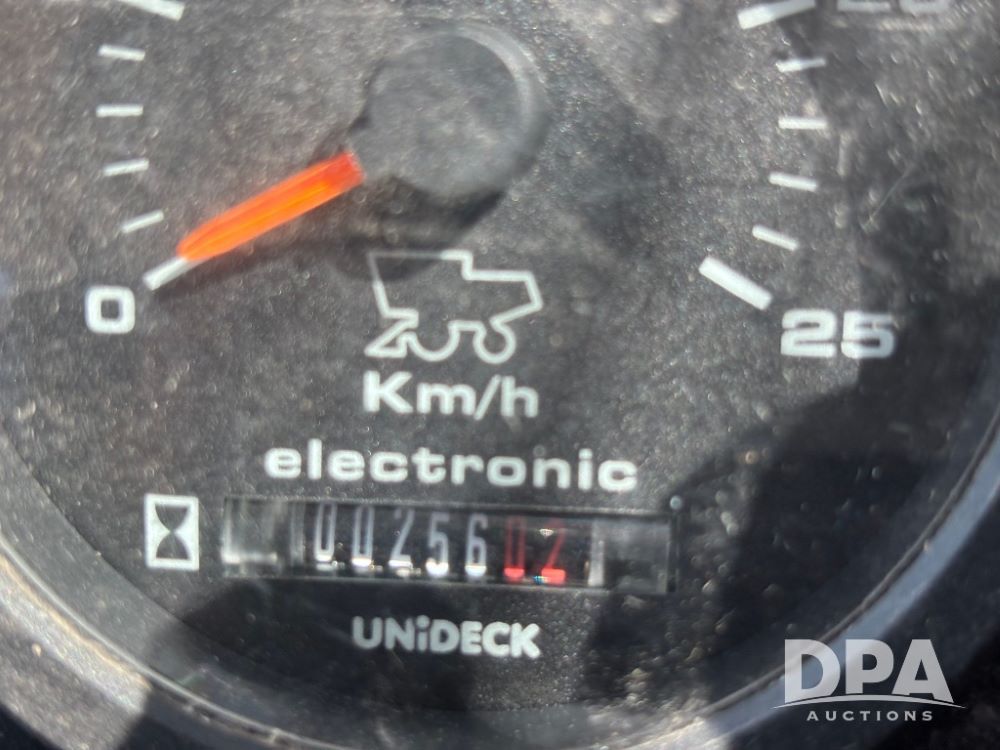 0
25
Km/h
electronic
0025602
UNiDECK
DPA
AUCTIONS